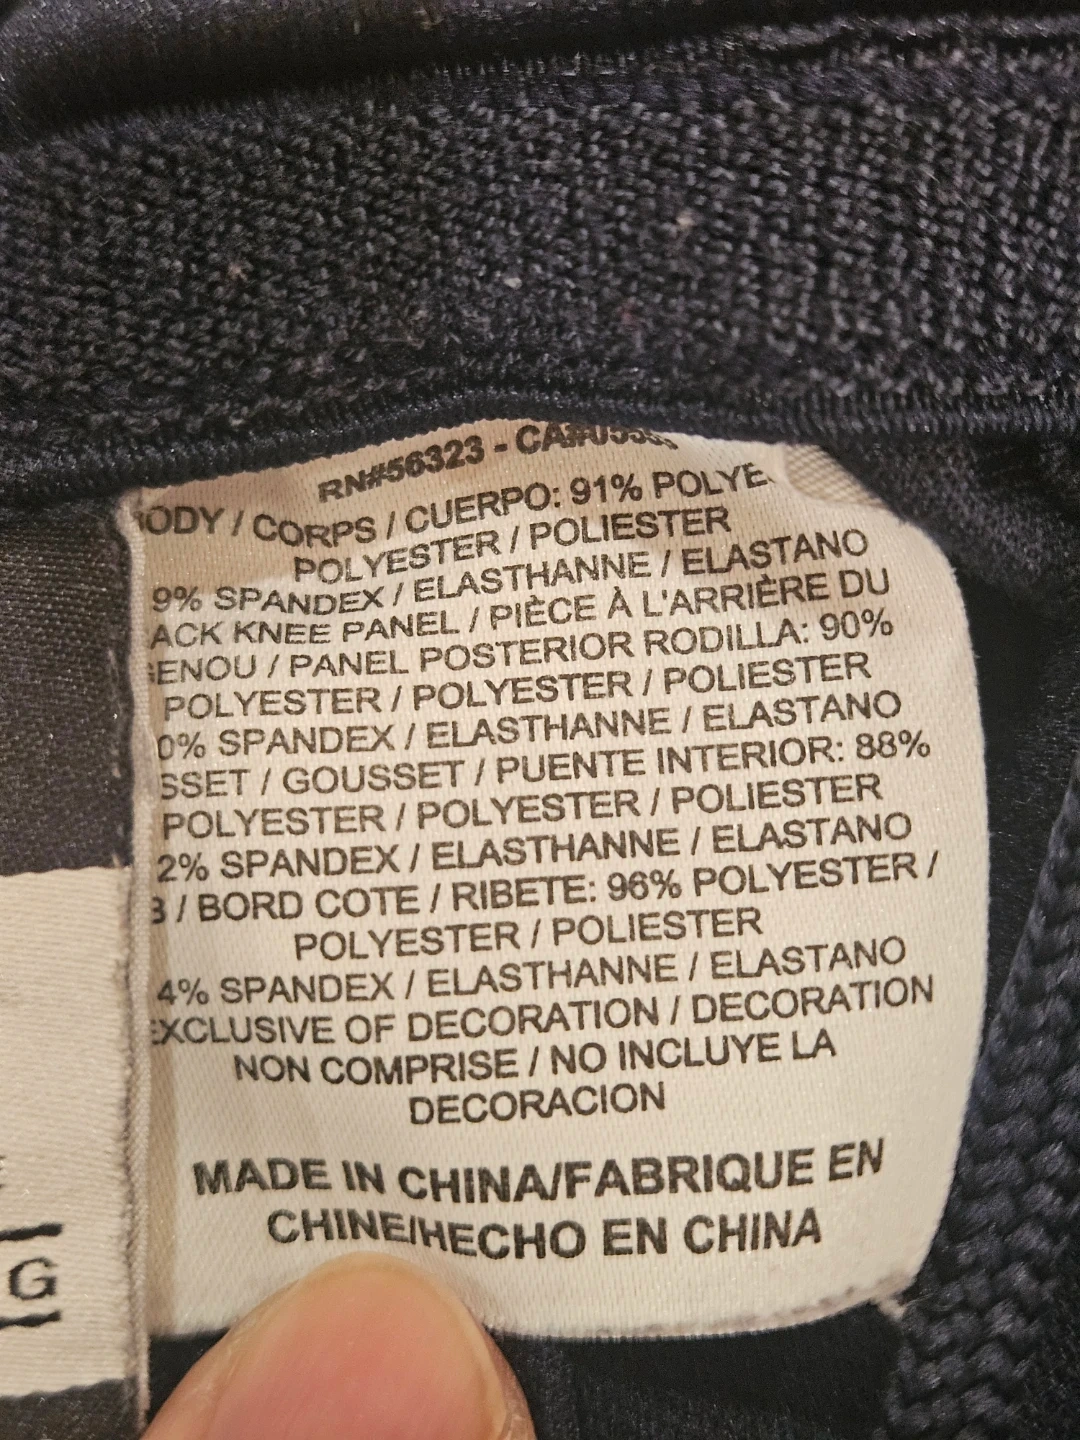 RN#56323 - CA#
BODY / CORPS / CUERPO: 91% POLYE
POLYESTER / POLIESTER
9% SPANDEX / ELASTHANNE / ELASTANO
ACK KNEE PANEL / PIÈCE À L'ARRIÈRE DU
GENOU / PANEL POSTERIOR RODILLA: 90%
POLYESTER / POLYESTER / POLIESTER
0% SPANDEX / ELASTHANNE / ELASTANO
SSET / GOUSSET / PUENTE INTERIOR: 88%
POLYESTER / POLYESTER / POLIESTER
2% SPANDEX / ELASTHANNE / ELASTANO
B / BORD COTE / RIBETE: 96% POLYESTER /
POLYESTER / POLIESTER
4% SPANDEX / ELASTHANNE / ELASTANO
EXCLUSIVE OF DECORATION / DECORATION
NON COMPRISE / NO INCLUYE LA
DECORACION
MADE IN CHINA/FABRIQUE EN
CHINE/HECHO EN CHINA
G